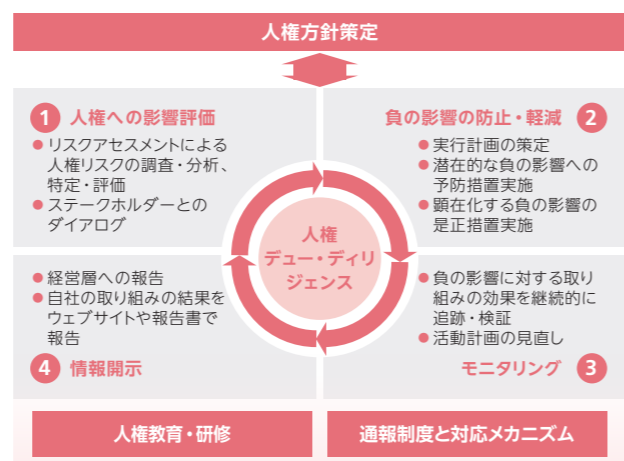 人権方針策定
1 人権への影響評価
● リスクアセスメントによる
人権リスクの調査・分析、
特定・評価
● ステークホルダーとの
ダイアログ
負の影響の防止・軽減 2
● 実行計画の策定
● 潜在的な負の影響への
予防措置実施
● 顕在化する負の影響の
是正措置実施
人権
デュー・ディリ
ジェンス
● 負の影響に対する取り
組みの効果を継続的に
追跡・検証
● 活動計画の見直し
モニタリング 3
● 経営層への報告
● 自社の取り組みの結果を
ウェブサイトや報告書で
報告
4 情報開示
人権教育・研修
通報制度と対応メカニズム